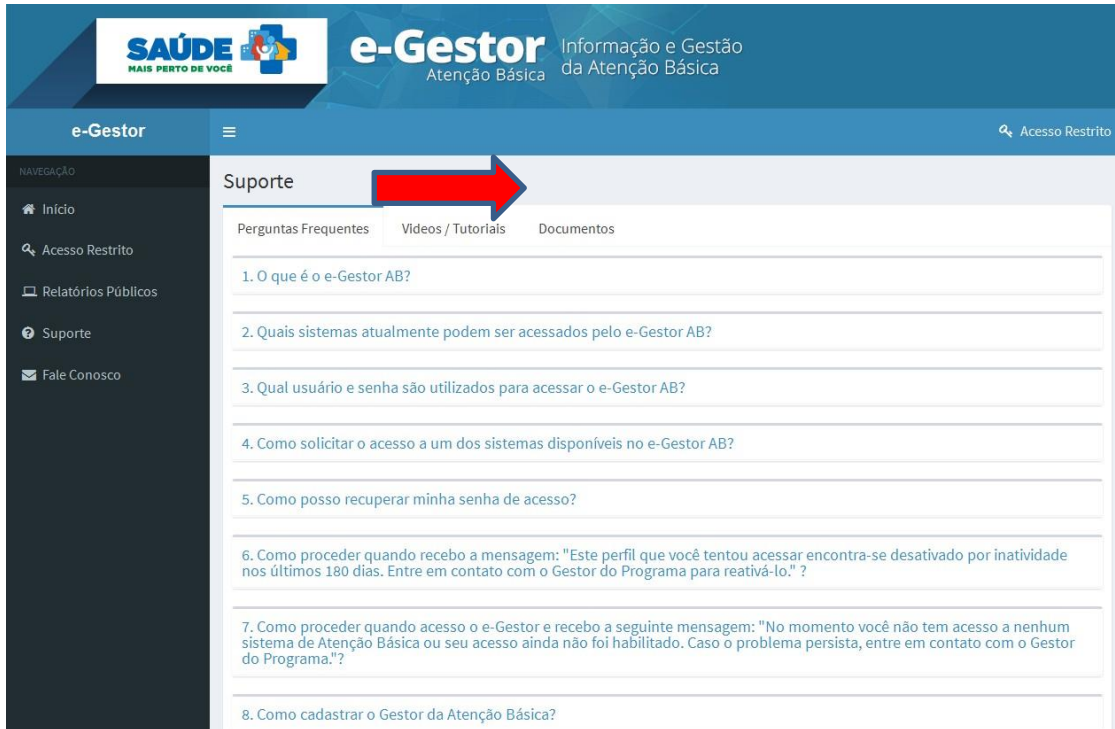 SAÚDE
MAIS PERTO DE VOCÊ
e-Gestor
Atenção Básica
Informação e Gestão
da Atenção Básica
e-Gestor
Acesso Restrito
NAVEGAÇÃO
Início
Acesso Restrito
Relatórios Públicos
Suporte
Fale Conosco
Suporte
Perguntas Frequentes Videos / Tutoriais Documentos
1. O que é o e-Gestor AB?
2. Quais sistemas atualmente podem ser acessados pelo e-Gestor AB?
3. Qual usuário e senha são utilizados para acessar o e-Gestor AB?
4. Como solicitar o acesso a um dos sistemas disponíveis no e-Gestor AB?
5. Como posso recuperar minha senha de acesso?
6. Como proceder quando recebo a mensagem: "Este perfil que você tentou acessar encontra-se desativado por inatividade
nos últimos 180 dias. Entre em contato com o Gestor do Programa para reativá-lo." ?
7. Como proceder quando acesso o e-Gestor e recebo a seguinte mensagem: "No momento você não tem acesso a nenhum
sistema de Atenção Básica ou seu acesso ainda não foi habilitado. Caso o problema persista, entre em contato com o Gestor
do Programa."?
8. Como cadastrar o Gestor da Atenção Básica?